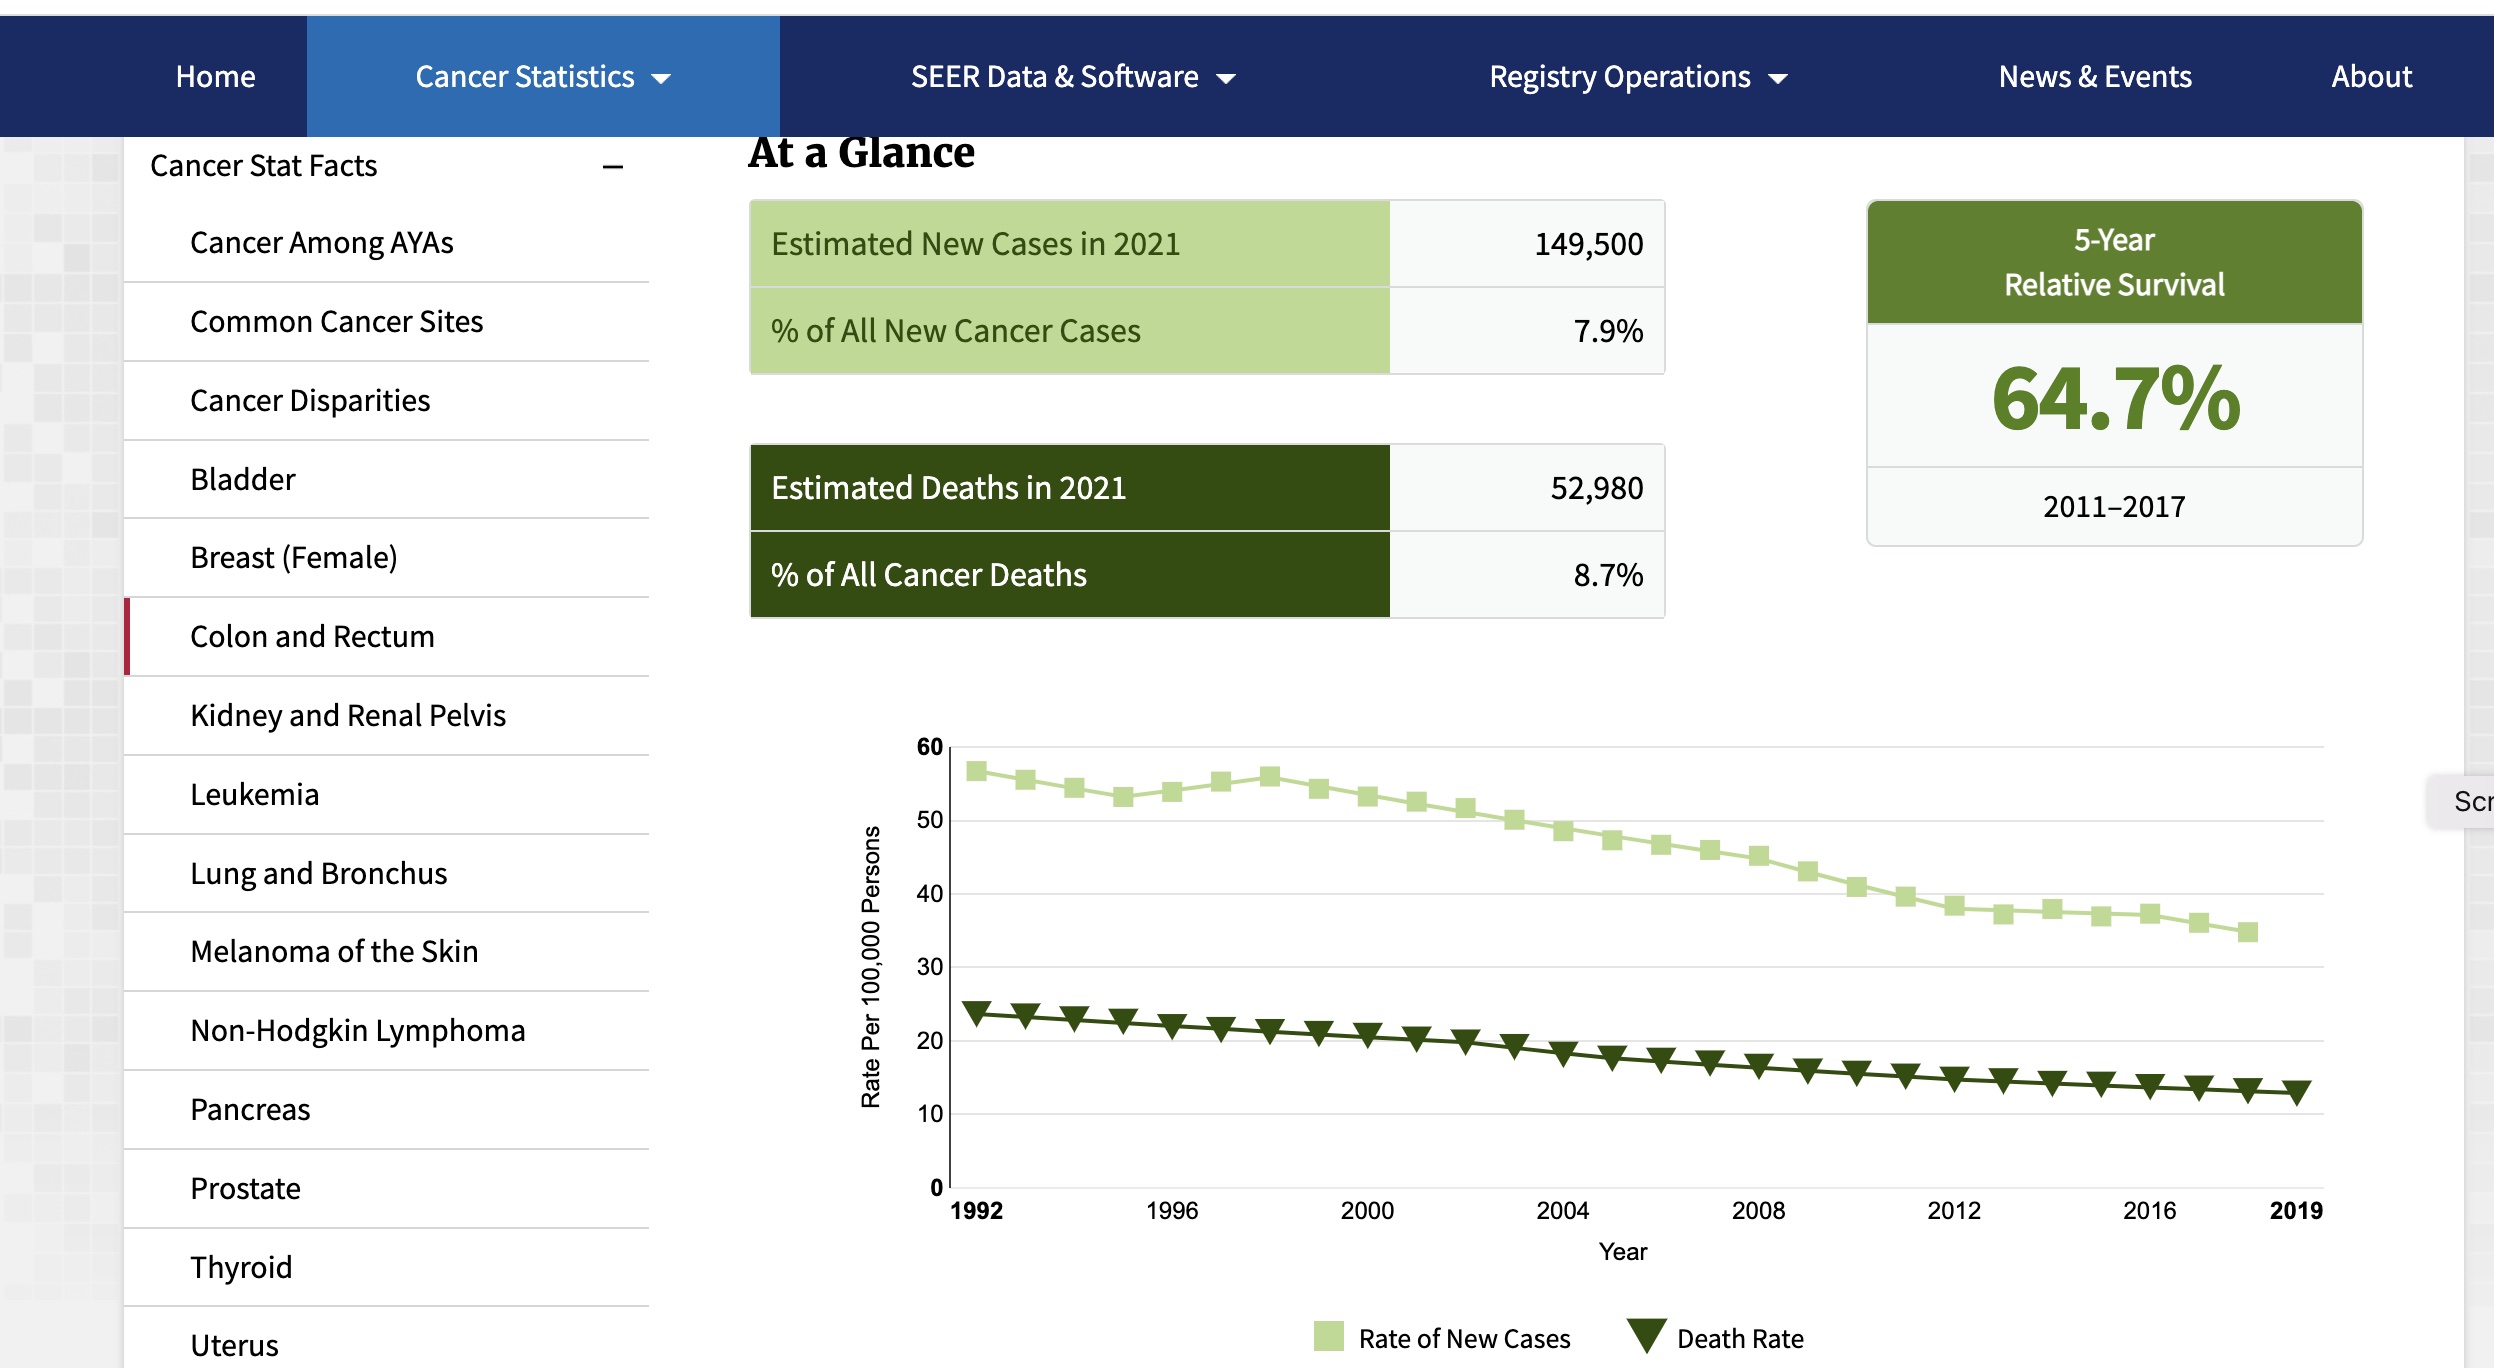 Home
Cancer Statistics
SEER Data & Software
Registry Operations
News & Events
About
Cancer Stat Facts
Cancer Among AYAs
Common Cancer Sites
Cancer Disparities
Bladder
Breast (Female)
Colon and Rectum
Kidney and Renal Pelvis
Leukemia
Lung and Bronchus
Melanoma of the Skin
Non-Hodgkin Lymphoma
Pancreas
Prostate
Thyroid
Uterus
At a Glance
Estimated New Cases in 2021 149,500
% of All New Cancer Cases 7.9%
Estimated Deaths in 2021 52,980
% of All Cancer Deaths 8.7%
5-Year
Relative Survival
64.7%
2011–2017
Rate Per 100,000 Persons
60
50
40
30
20
10
0
1992 1996 2000 2004 2008 2012 2016 2019
Year
Rate of New Cases
Death Rate